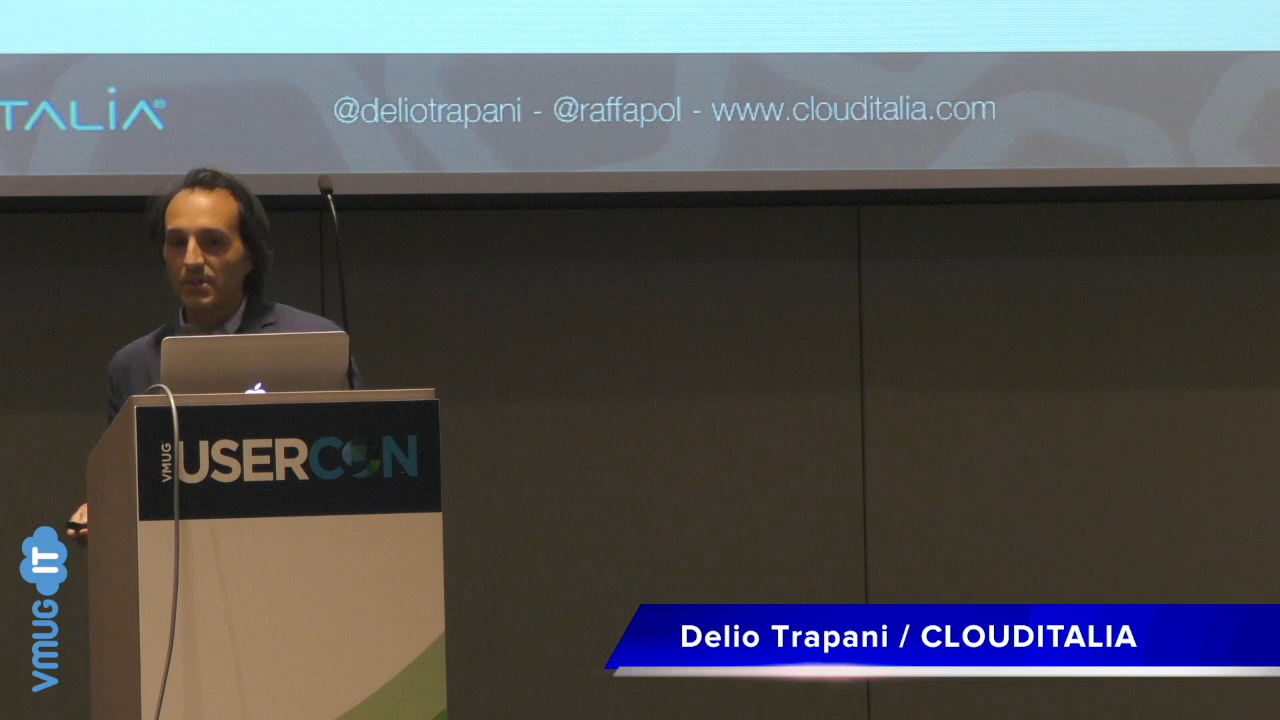 TALIA®
@deliotrapani - @raffapol - www.clouditalia.com
VMUG USERCON
VMUG IT
Delio Trapani / CLOUDITALIA